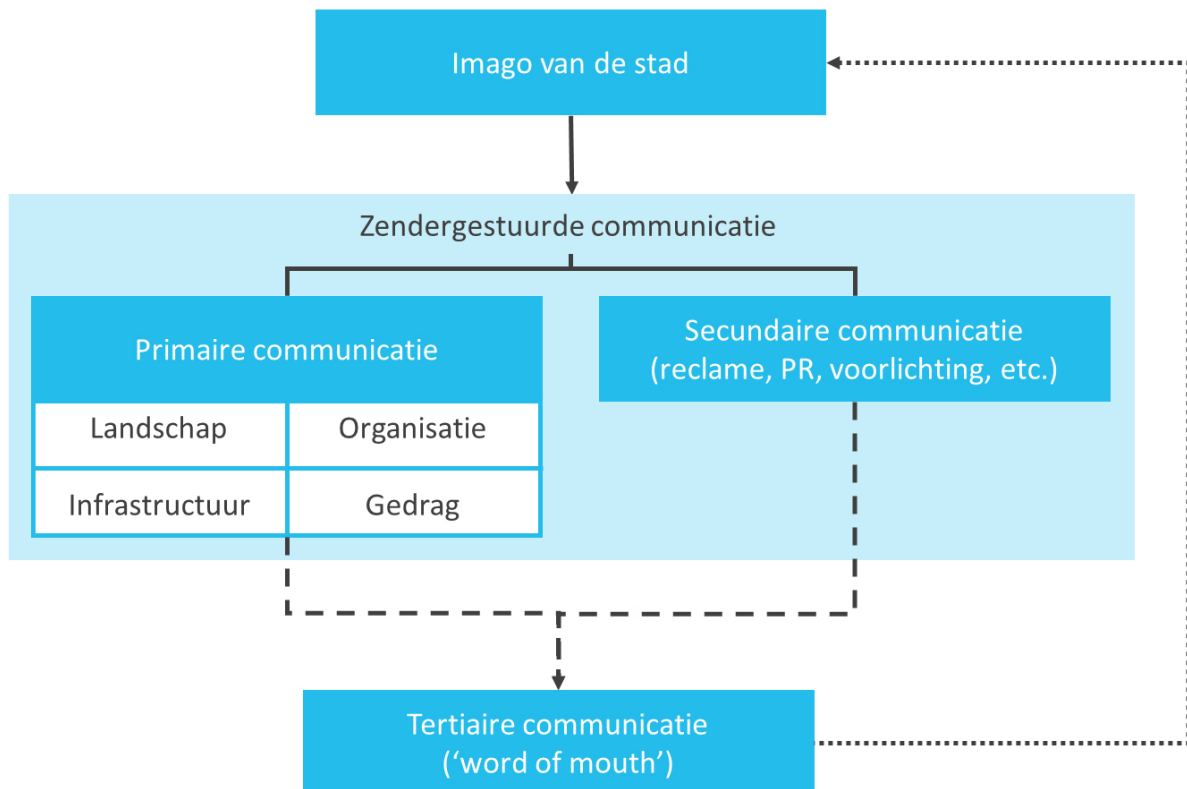 Imago van de stad
Zendergestuurde communicatie
Primaire communicatie
Secundaire communicatie
(reclame, PR, voorlichting, etc.)
Landschap
Organisatie
Infrastructuur
Gedrag
Tertiaire communicatie
(‘word of mouth’)